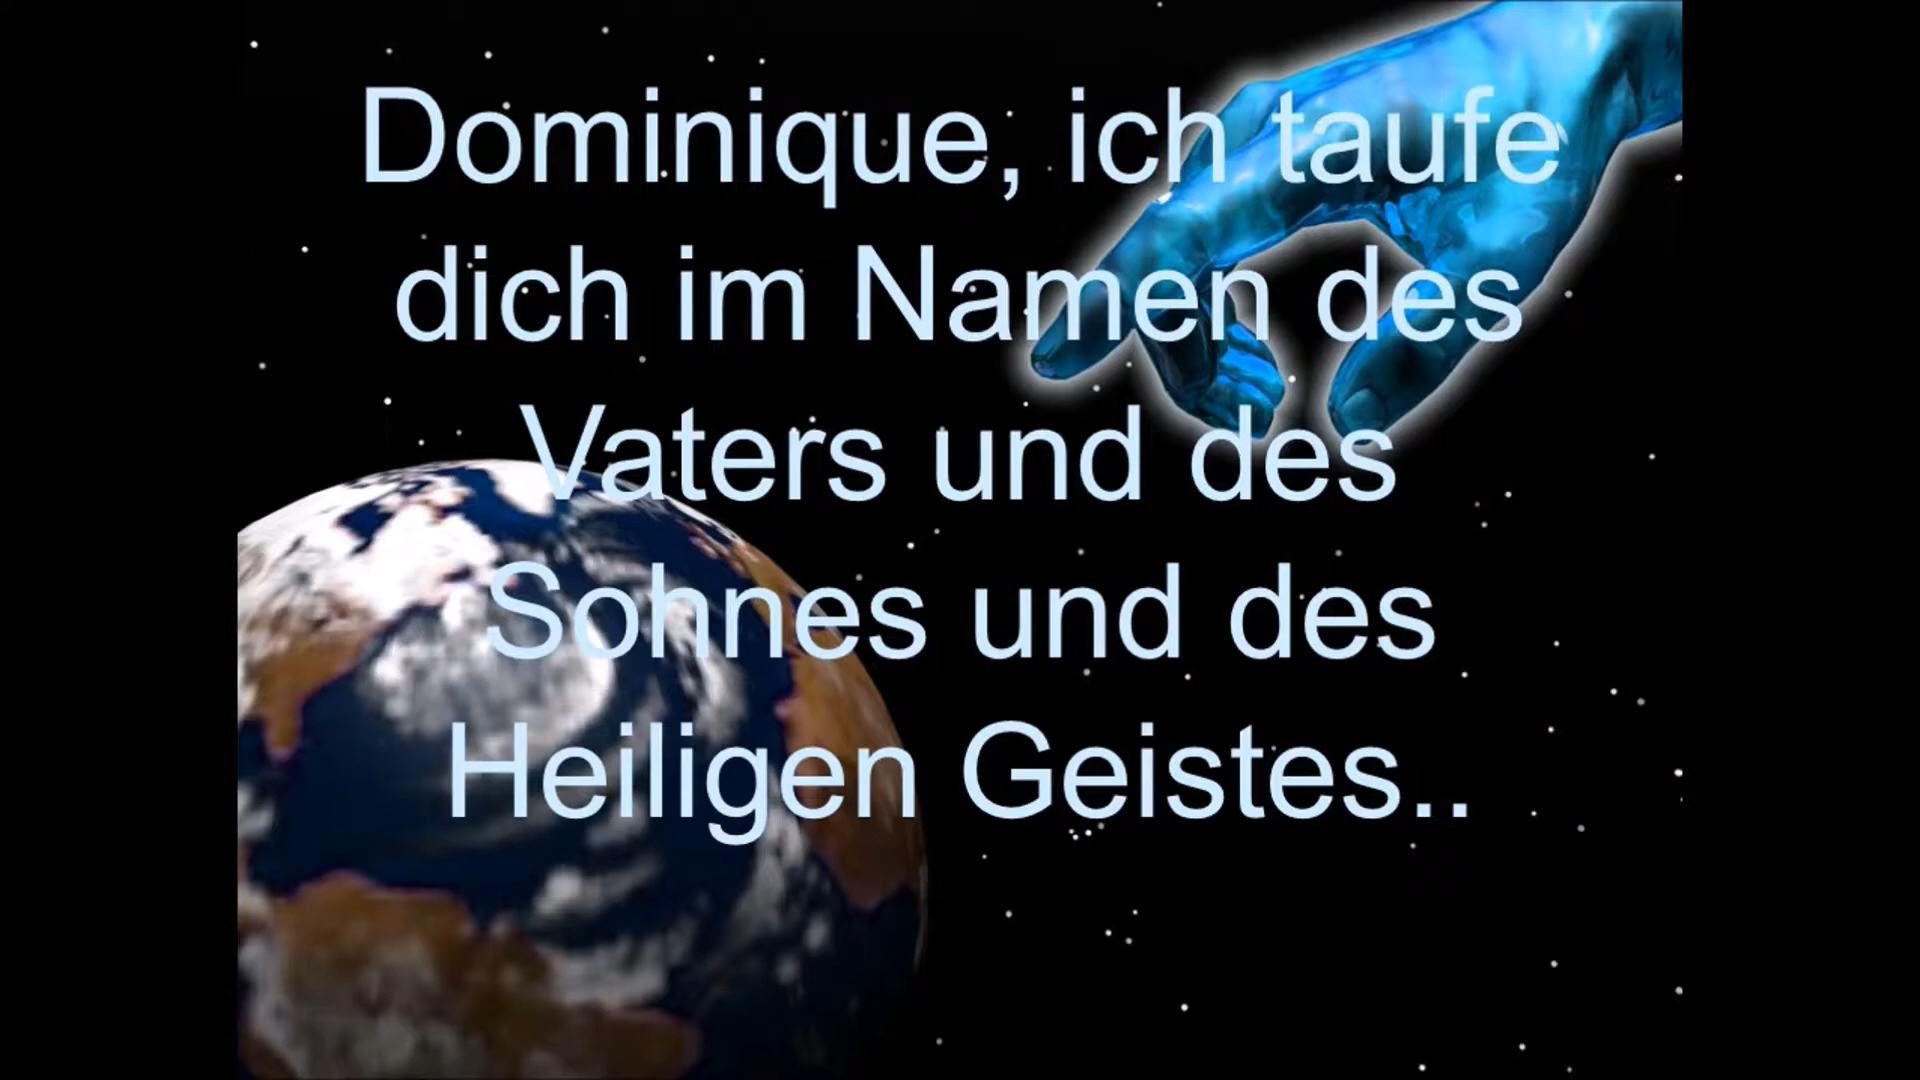 Dominique, ich taufe
dich im Namen des
Vaters und des
Sohnes und des
Heiligen Geistes..